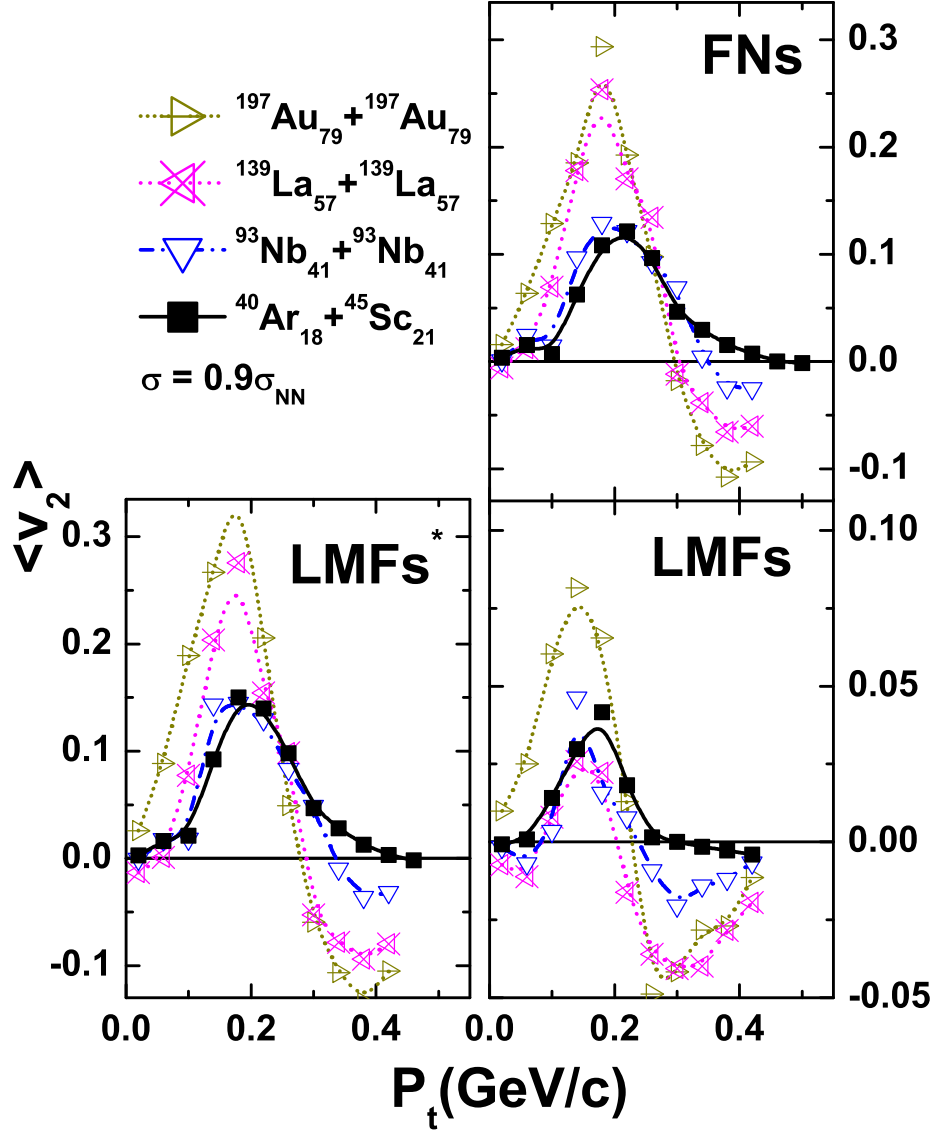 FNs
0.3
0.2
0.1
0.0
-0.1
¹⁹⁷Au₇₉+¹⁹⁷Au₇₉
¹³⁹La₅₇+¹³⁹La₅₇
⁹³Nb₄₁+⁹³Nb₄₁
⁴⁰Ar₁₈+⁴⁵Sc₂₁
σ = 0.9σ_NN
<v₂>
LMFs*
0.3
0.2
0.1
0.0
-0.1
0.0
0.2
0.4
LMFs
0.10
0.05
0.00
-0.05
0.0
0.2
0.4
P_t(GeV/c)